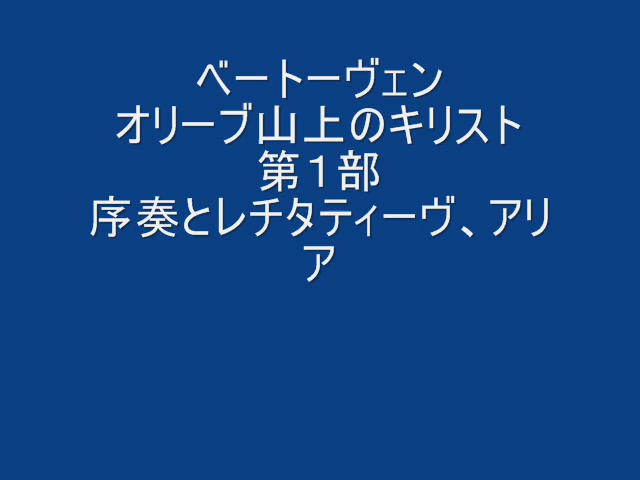 ベートーヴェン
オリーブ山上のキリスト
第１部
序奏とレチタティーヴ、アリ
ア